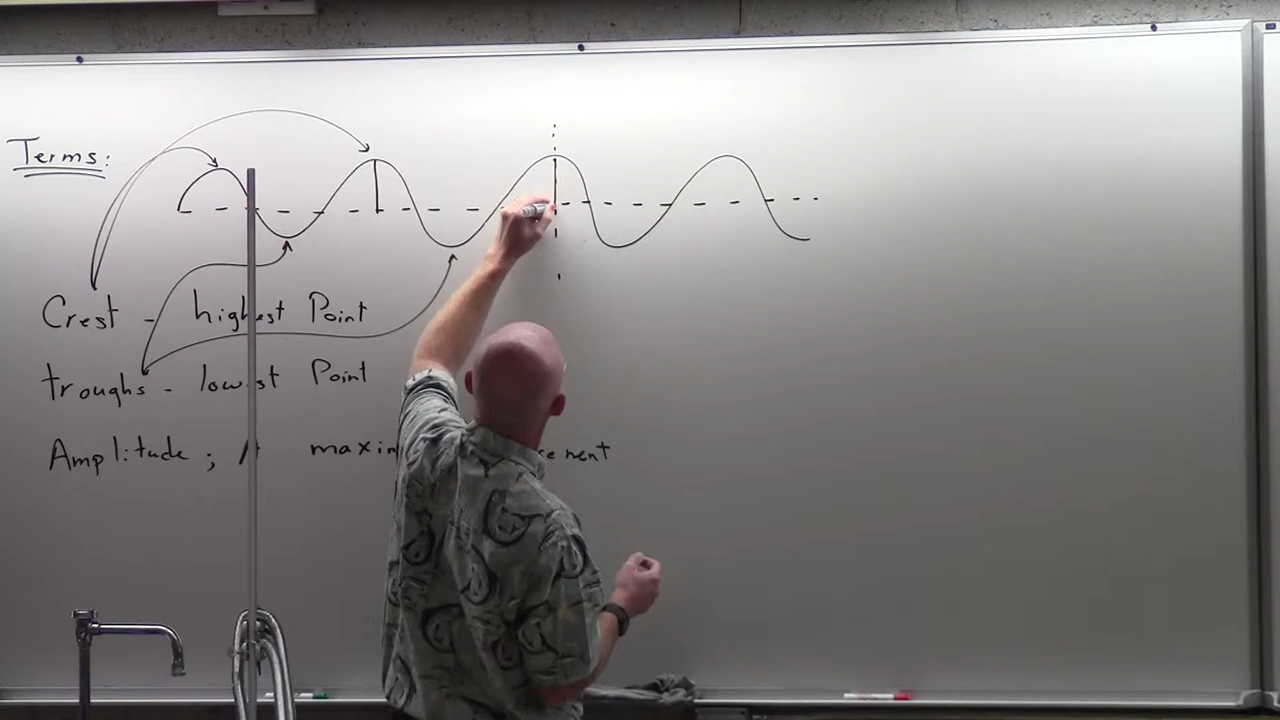 Terms:
Crest - highest Point
troughs - lowest Point
Amplitude ;